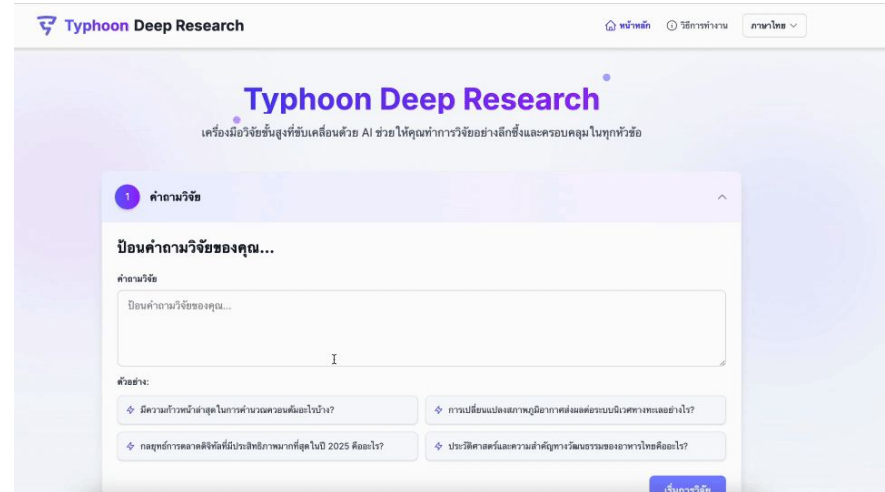 Typhoon Deep Research
หน้าหลัก
วิธีการทำงาน
ภาษาไทย
Typhoon Deep Research
เครื่องมือวิจัยขั้นสูงที่ขับเคลื่อนด้วย AI ช่วยให้คุณทำการวิจัยอย่างลึกซึ้งและครอบคลุมในทุกหัวข้อ
1 คำถามวิจัย
ป้อนคำถามวิจัยของคุณ...
คำถามวิจัย
ป้อนคำถามวิจัยของคุณ...
ตัวอย่าง:
มีความก้าวหน้าล่าสุดในการคำนวณควอนตัมอะไรบ้าง?
การเปลี่ยนแปลงสภาพภูมิอากาศส่งผลต่อระบบนิเวศทางทะเลอย่างไร?
กลยุทธ์การตลาดดิจิทัลที่มีประสิทธิภาพมากที่สุดในปี 2025 คืออะไร?
ประวัติศาสตร์และความสำคัญทางวัฒนธรรมของอาหารไทยคืออะไร?
เริ่มการวิจัย